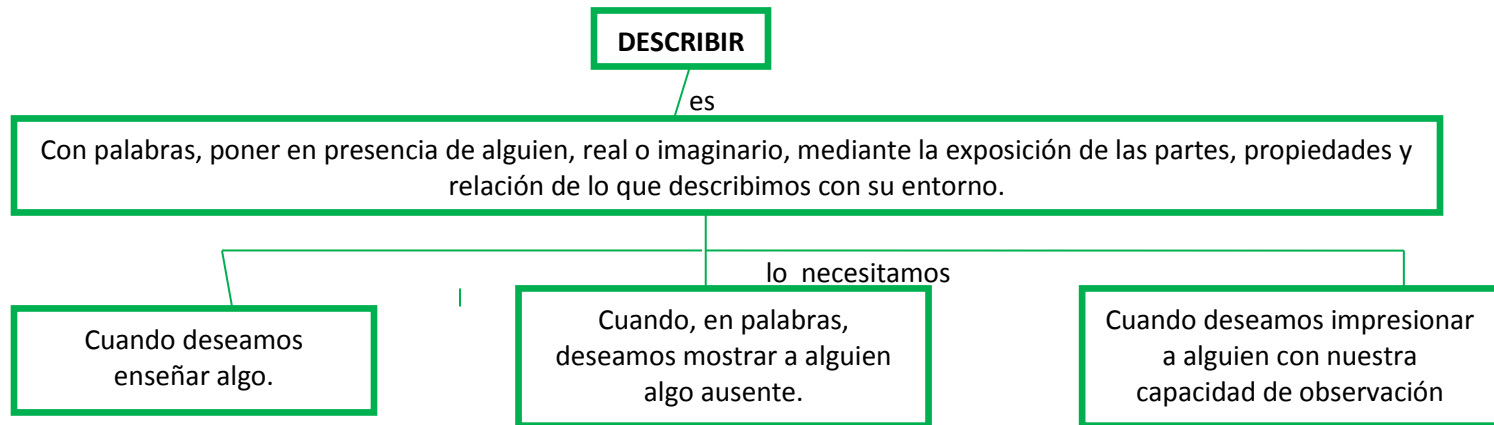 DESCRIBIR
es
Con palabras, poner en presencia de alguien, real o imaginario, mediante la exposición de las partes, propiedades y
relación de lo que describimos con su entorno.
lo necesitamos
Cuando deseamos
enseñar algo.
Cuando, en palabras,
deseamos mostrar a alguien
algo ausente.
Cuando deseamos impresionar
a alguien con nuestra
capacidad de observación